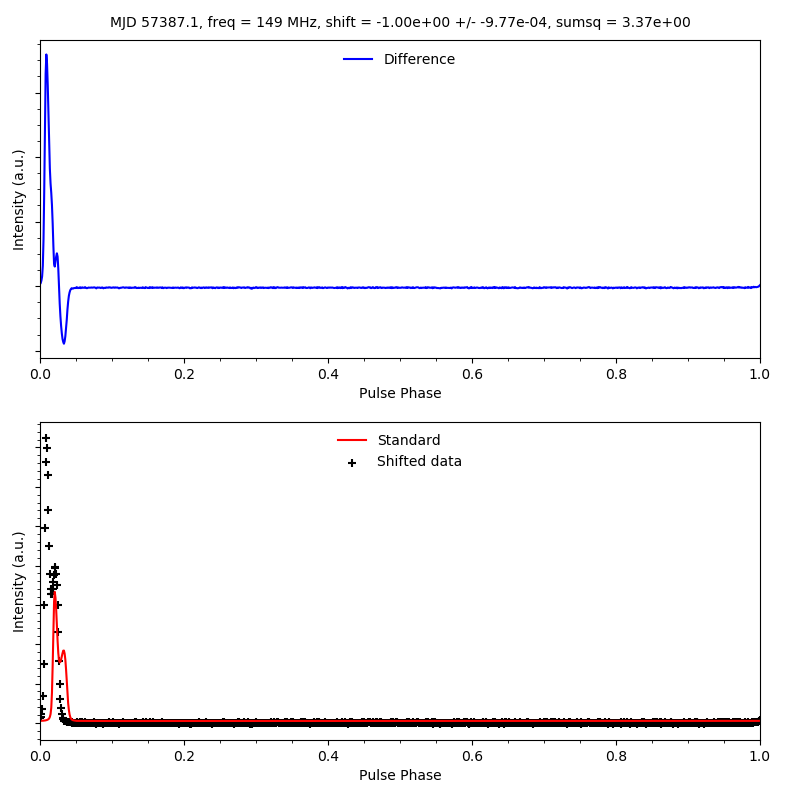 MJD 57387.1, freq = 149 MHz, shift = -1.00e+00 +/- -9.77e-04, sumsq = 3.37e+00
Difference
Intensity (a.u.)
0.0 0.2 0.4 0.6 0.8 1.0
Pulse Phase
Standard
Shifted data
Intensity (a.u.)
0.0 0.2 0.4 0.6 0.8 1.0
Pulse Phase